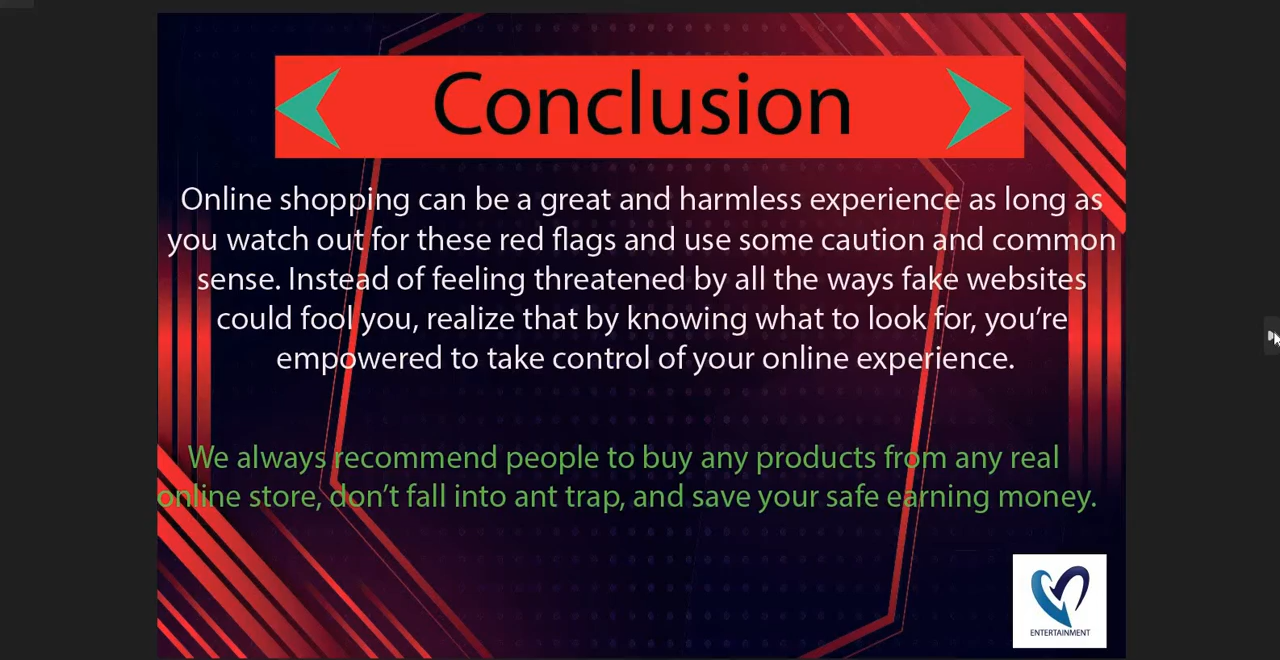 Conclusion
Online shopping can be a great and harmless experience as long as
you watch out for these red flags and use some caution and common
sense. Instead of feeling threatened by all the ways fake websites
could fool you, realize that by knowing what to look for, you’re
empowered to take control of your online experience.
We always recommend people to buy any products from any real
online store, don’t fall into ant trap, and save your safe earning money.
ENTERTAINMENT